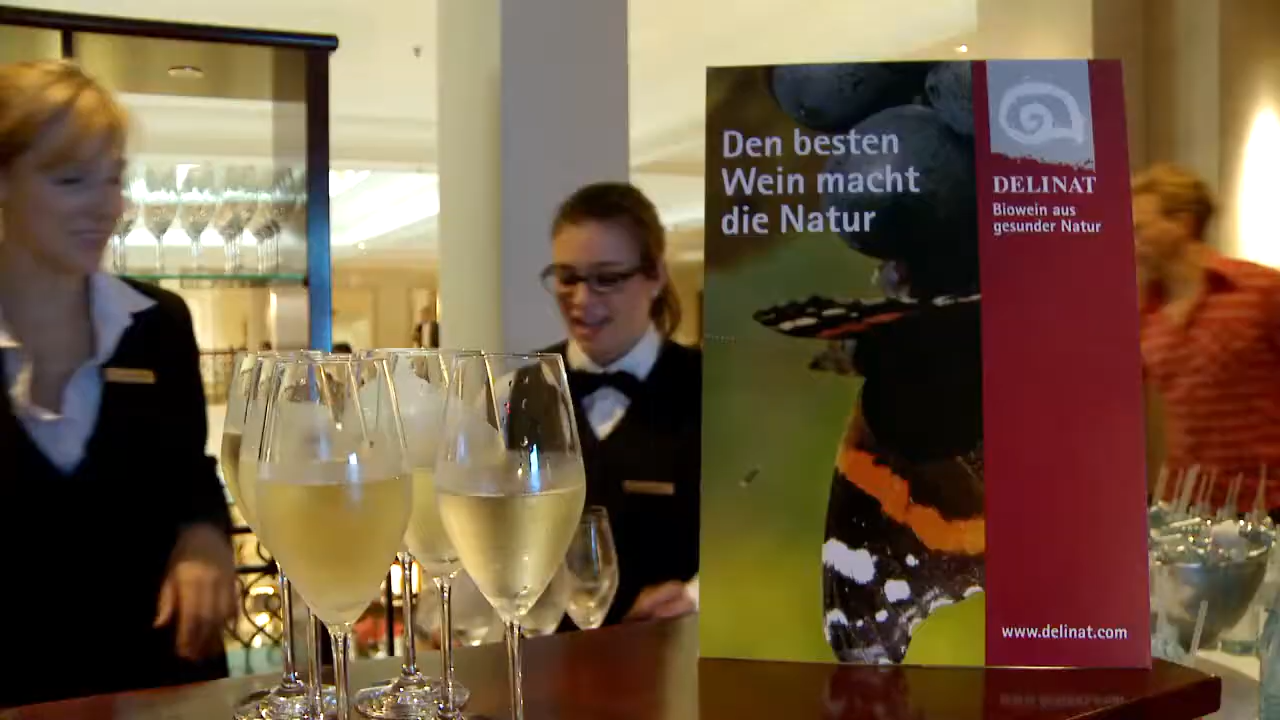 Den besten
Wein macht
die Natur
DELINAT
Biowein aus
gesunder Natur
www.delinat.com